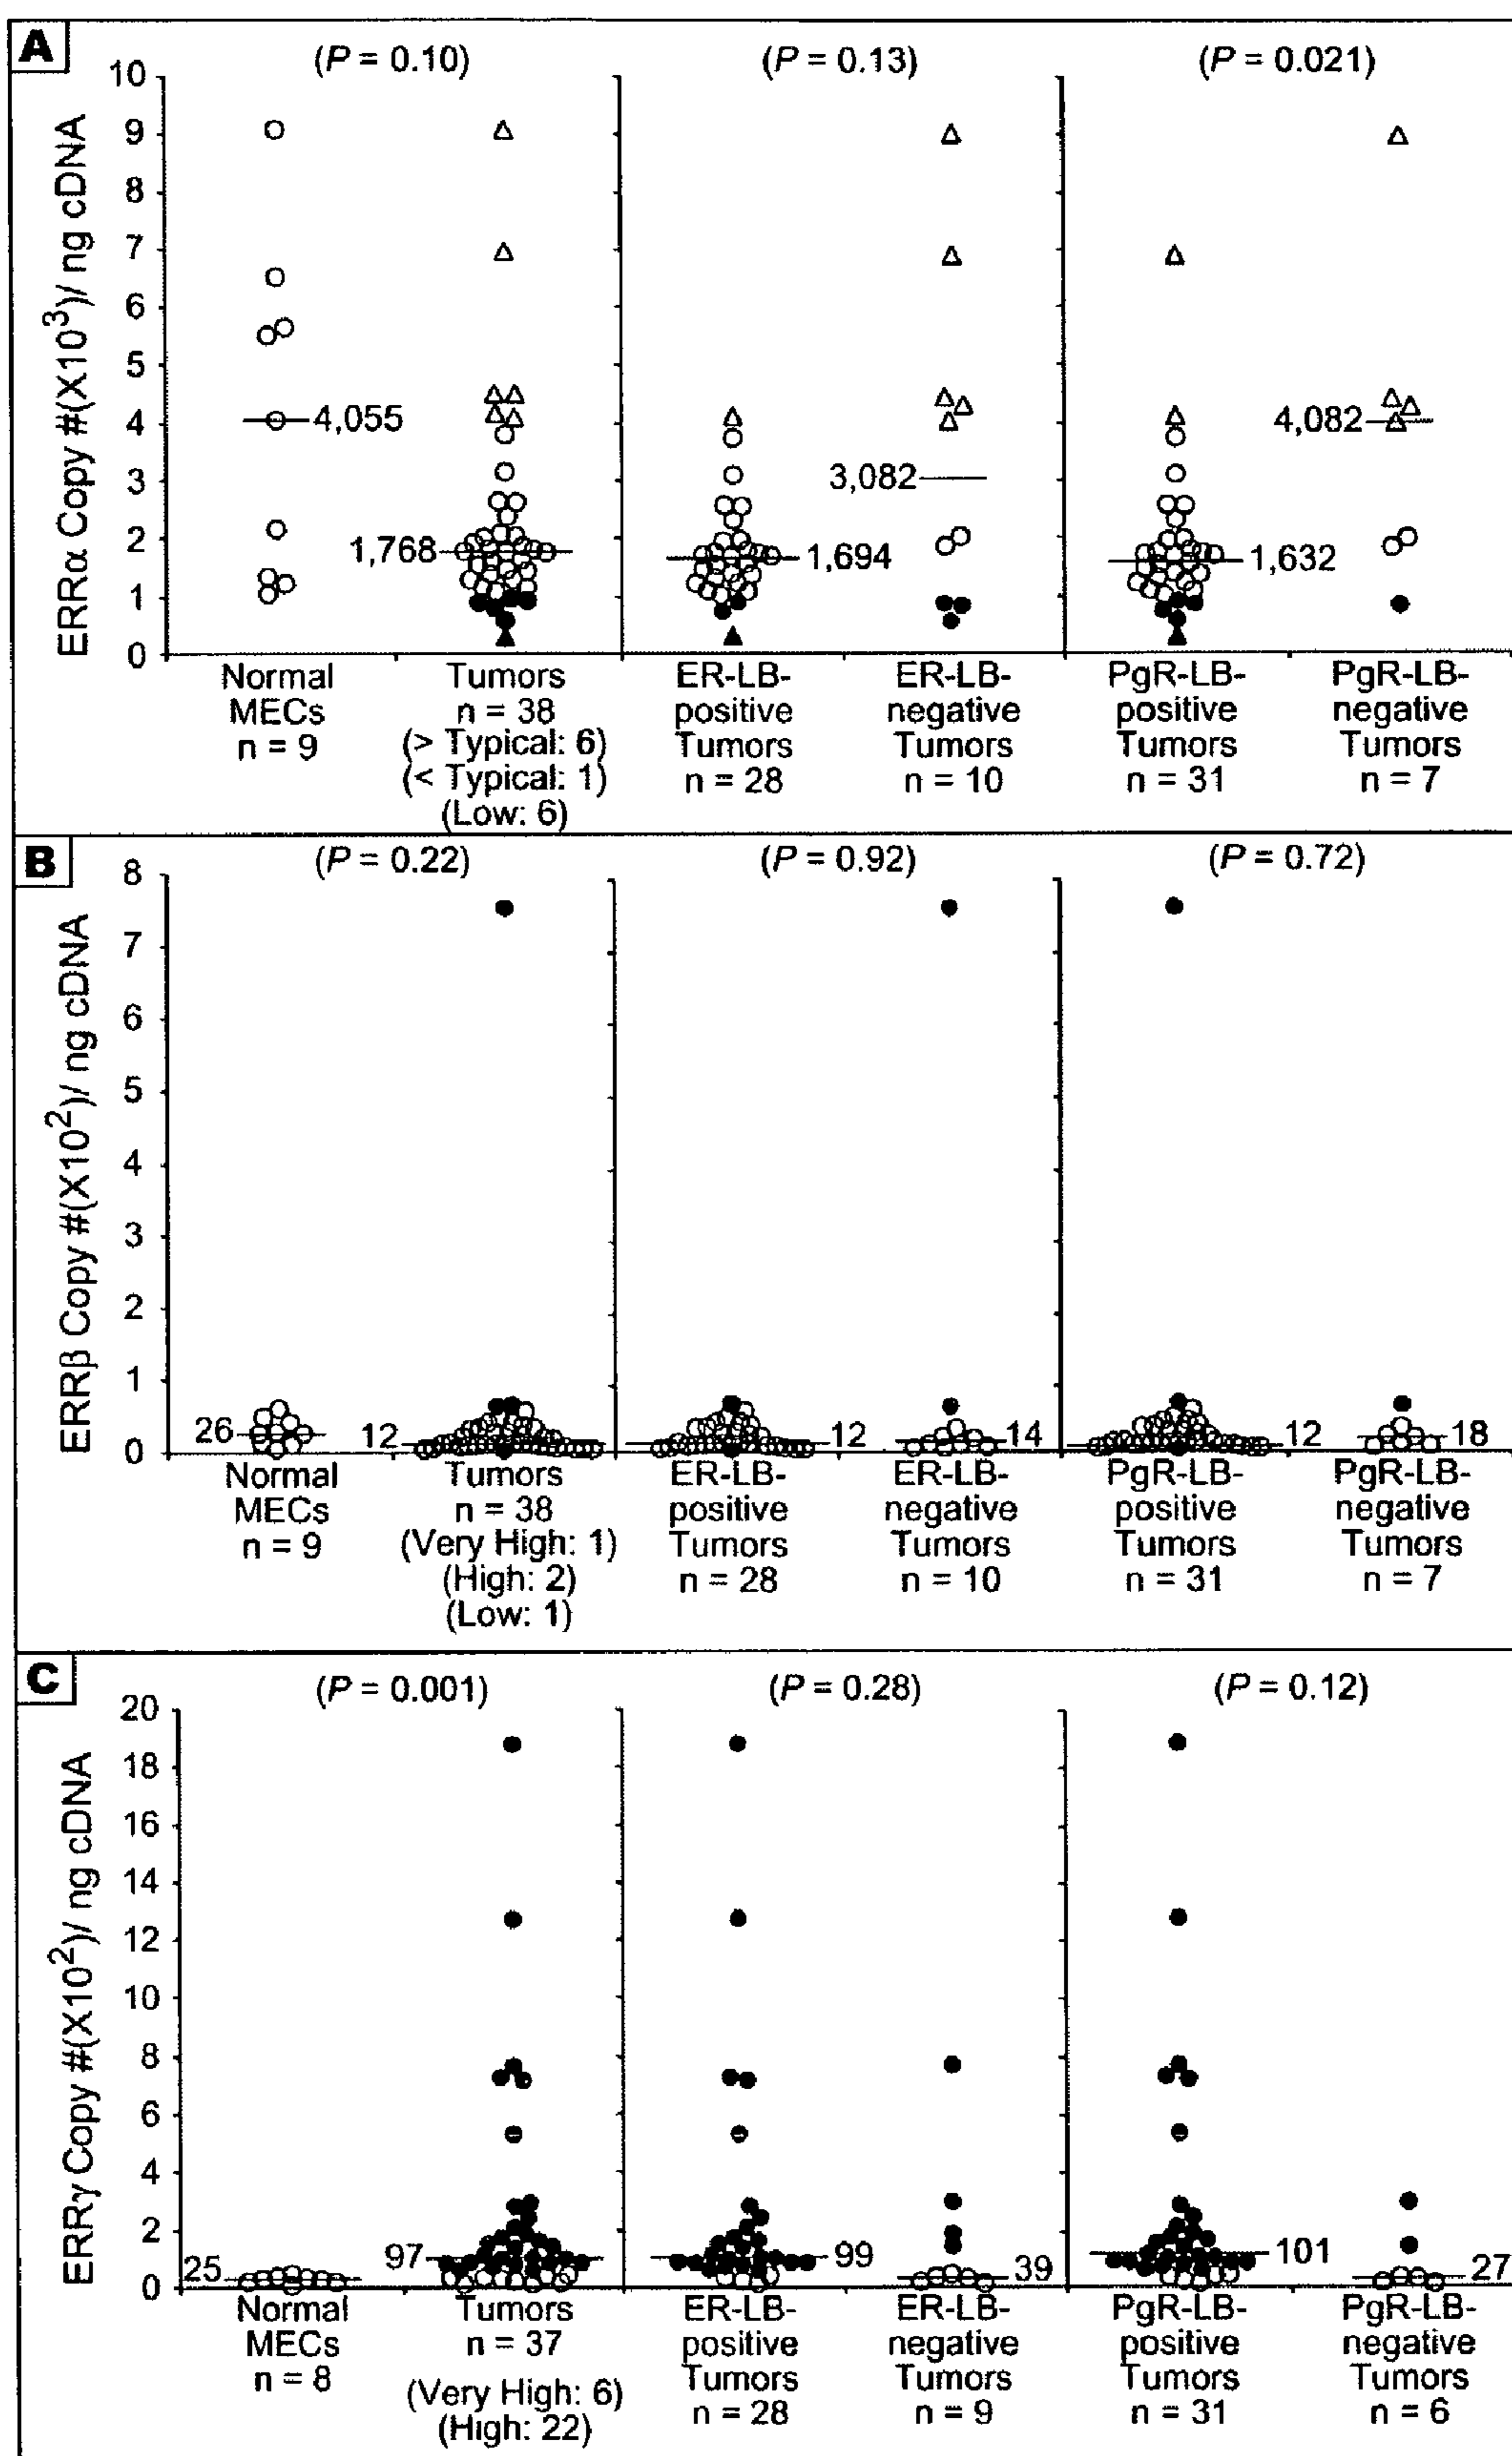 A
(P = 0.10)
(P = 0.13)
(P = 0.021)
ERRα Copy #(X10³)/ ng cDNA
10
9
8
7
6
5
4
3
2
1
0
4,055
1,768
1,694
3,082
1,632
4,082
Normal
MECs
n = 9
Tumors
n = 38
(> Typical: 6)
(< Typical: 1)
(Low: 6)
ER-LB-
positive
Tumors
n = 28
ER-LB-
negative
Tumors
n = 10
PgR-LB-
positive
Tumors
n = 31
PgR-LB-
negative
Tumors
n = 7
B
(P = 0.22)
(P = 0.92)
(P = 0.72)
ERRβ Copy #(X10²)/ ng cDNA
8
7
6
5
4
3
2
1
0
26
12
12
14
12
18
Normal
MECs
n = 9
Tumors
n = 38
(Very High: 1)
(High: 2)
(Low: 1)
ER-LB-
positive
Tumors
n = 28
ER-LB-
negative
Tumors
n = 10
PgR-LB-
positive
Tumors
n = 31
PgR-LB-
negative
Tumors
n = 7
C
(P = 0.001)
(P = 0.28)
(P = 0.12)
ERRγ Copy #(X10²)/ ng cDNA
20
18
16
14
12
10
8
6
4
2
0
25
97
99
39
101
27
Normal
MECs
n = 8
Tumors
n = 37
(Very High: 6)
(High: 22)
ER-LB-
positive
Tumors
n = 28
ER-LB-
negative
Tumors
n = 9
PgR-LB-
positive
Tumors
n = 31
PgR-LB-
negative
Tumors
n = 6